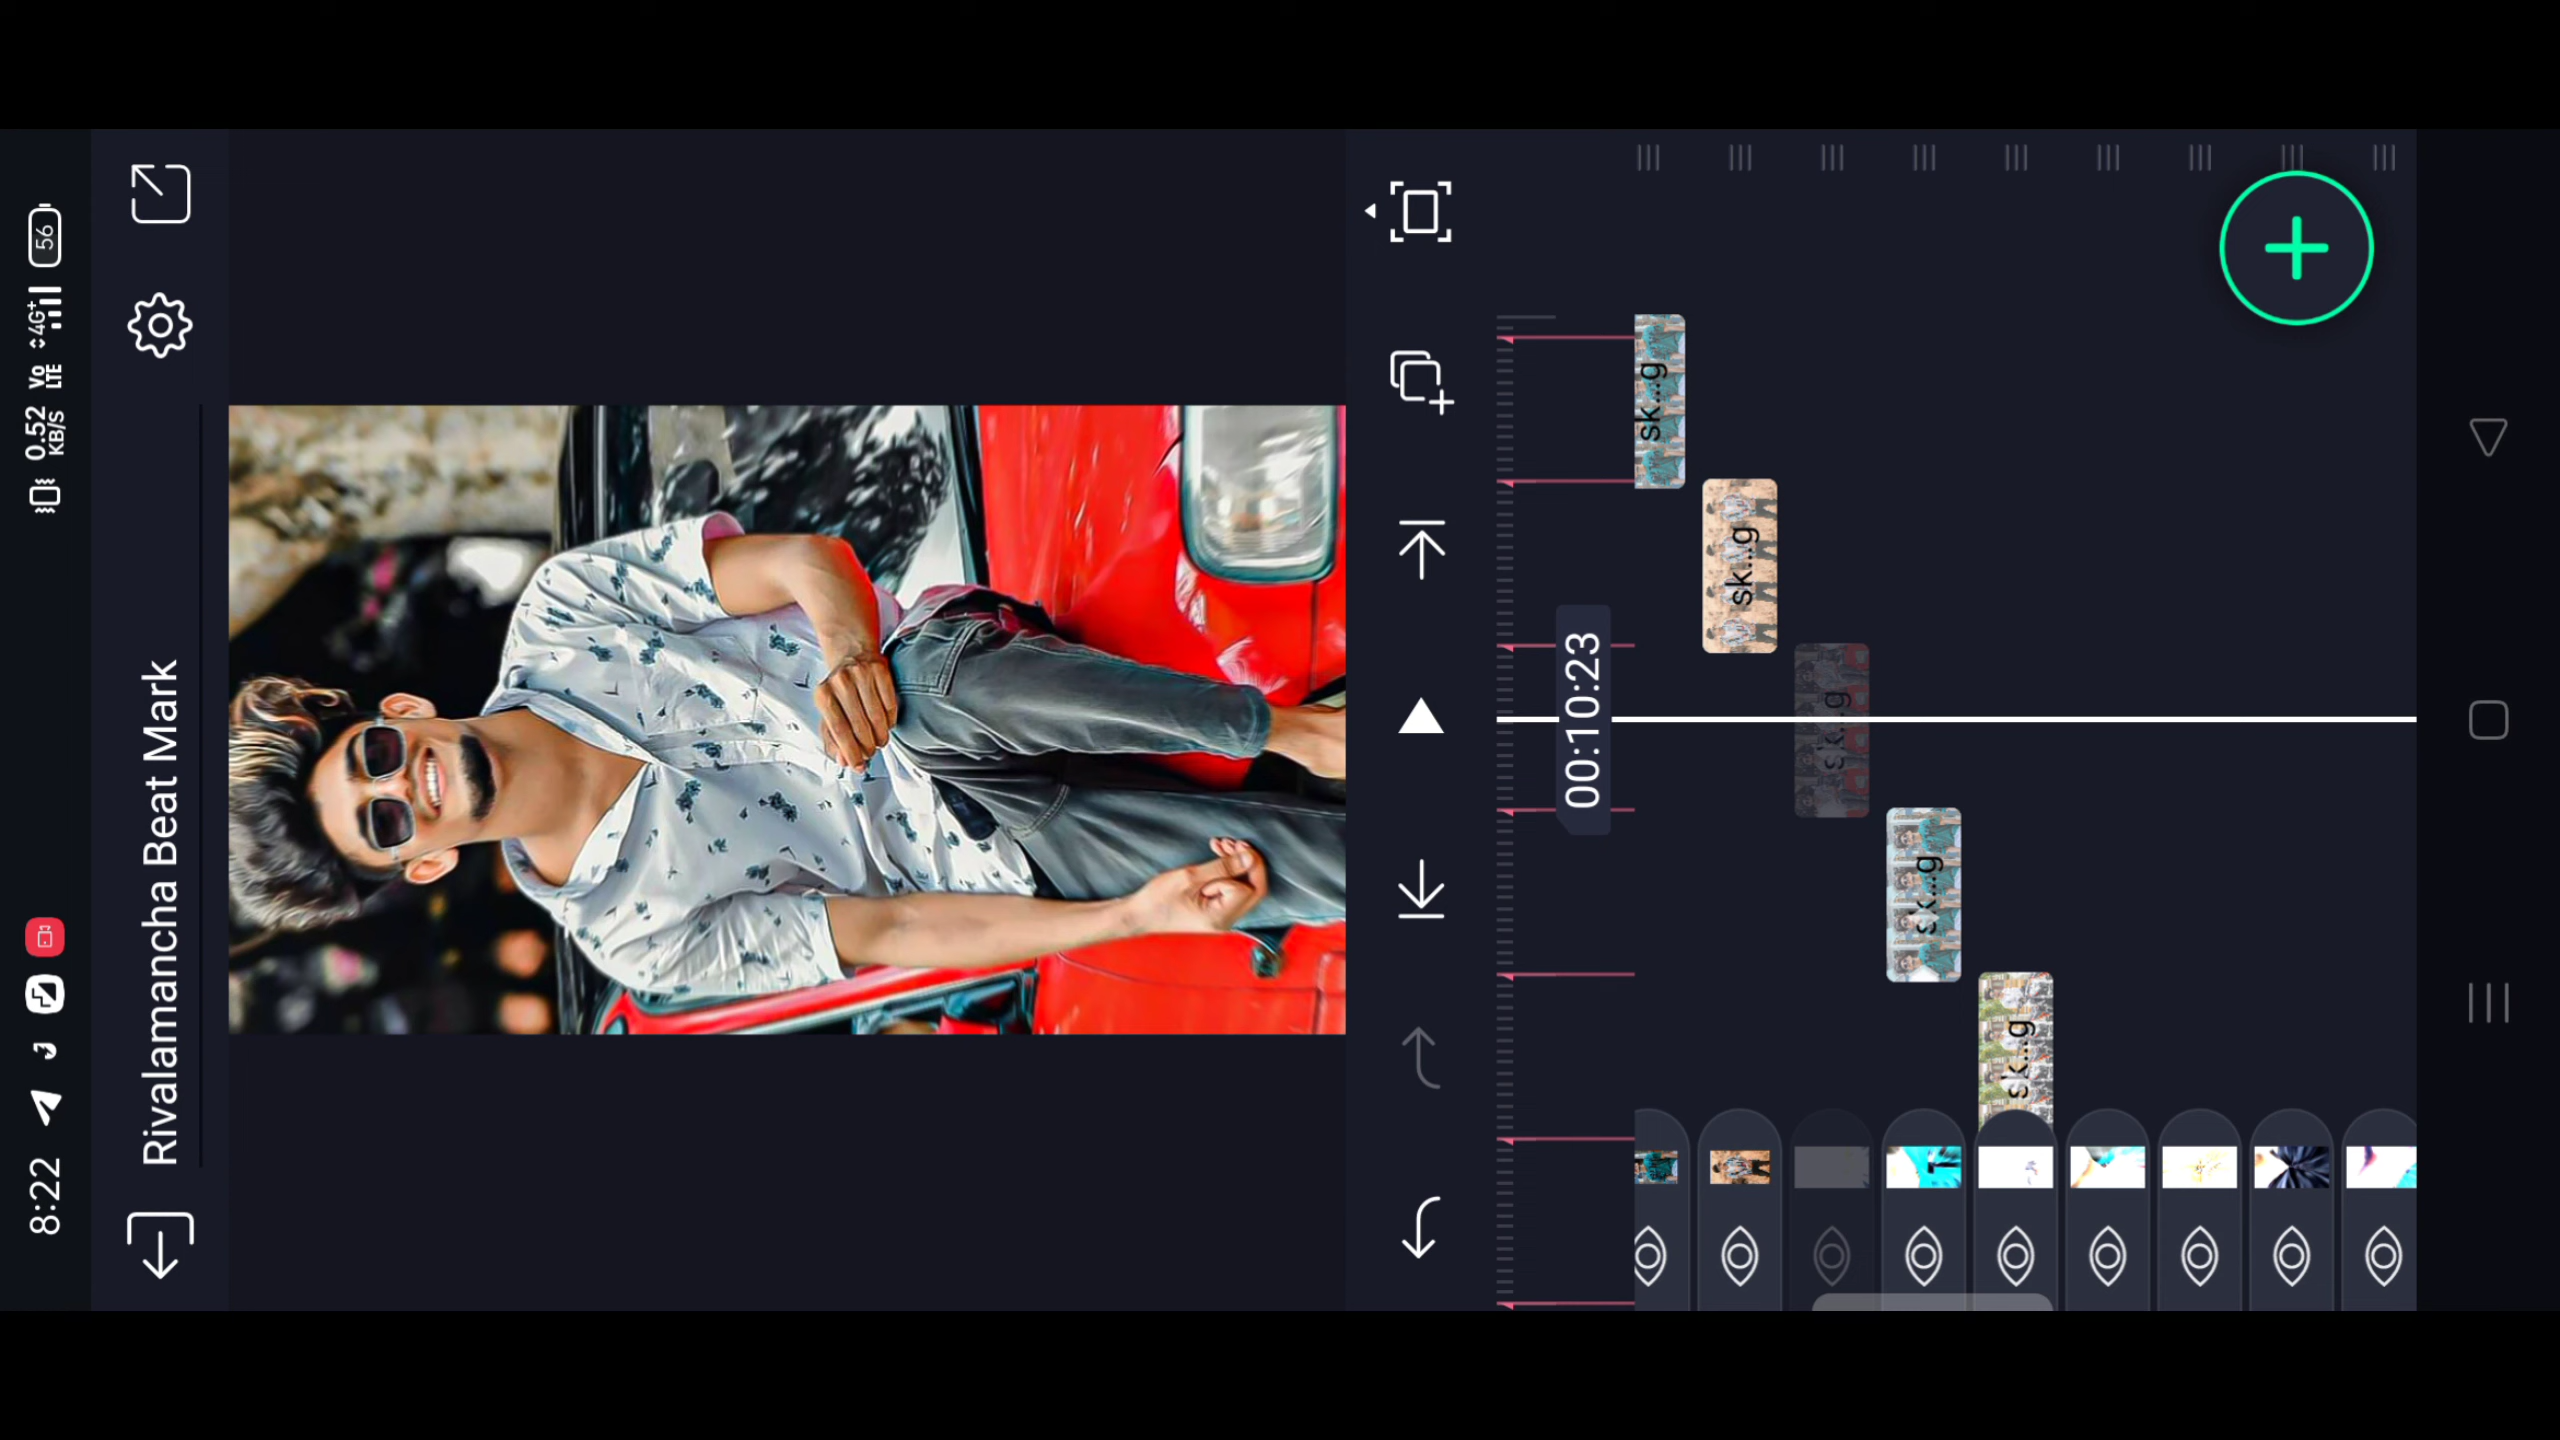 8:22
0.52 KB/S
Vo LTE
4G+
56
Rivalamancha Beat Mark
00:10:23
sk...g
sk...g
sk...g
sk...g
sk...g